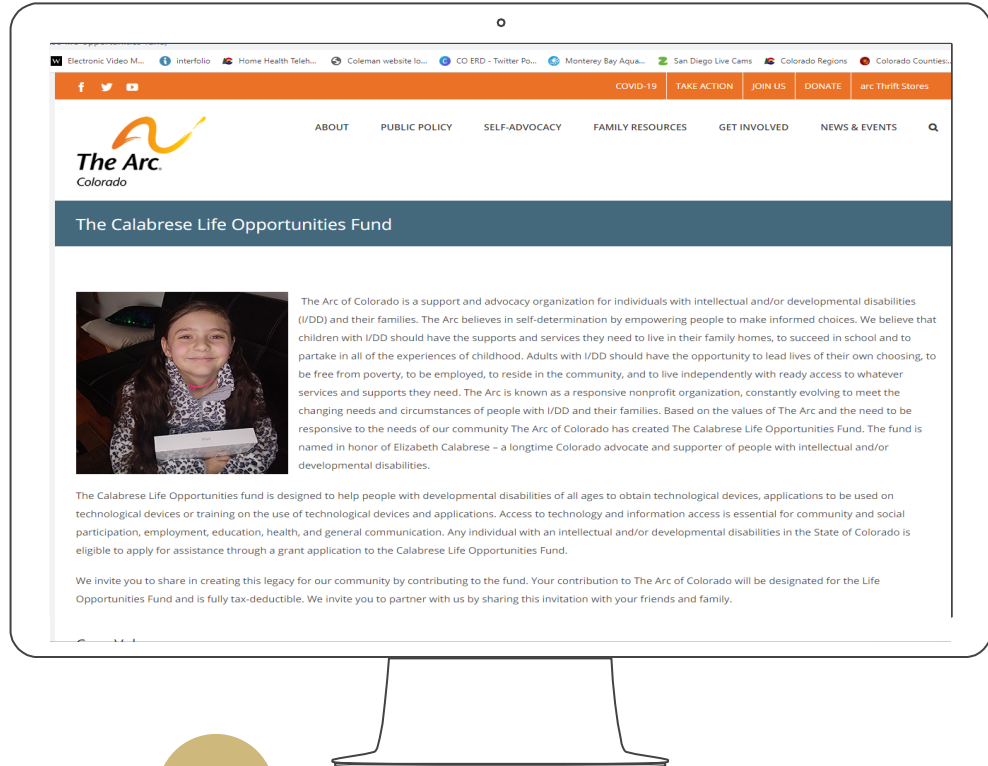 Electronic Video M... interfolio Home Health Teleh... Coleman website lo... CO ERD - Twitter Po... Monterey Bay Aqua... San Diego Live Cams Colorado Regions Colorado Counties:...
COVID-19 TAKE ACTION JOIN US DONATE arc Thrift Stores
ABOUT PUBLIC POLICY SELF-ADVOCACY FAMILY RESOURCES GET INVOLVED NEWS & EVENTS
The Arc.
Colorado
The Calabrese Life Opportunities Fund
The Arc of Colorado is a support and advocacy organization for individuals with intellectual and/or developmental disabilities
(I/DD) and their families. The Arc believes in self-determination by empowering people to make informed choices. We believe that
children with I/DD should have the supports and services they need to live in their family homes, to succeed in school and to
partake in all of the experiences of childhood. Adults with I/DD should have the opportunity to lead lives of their own choosing, to
be free from poverty, to be employed, to reside in the community, and to live independently with ready access to whatever
services and supports they need. The Arc is known as a responsive nonprofit organization, constantly evolving to meet the
changing needs and circumstances of people with I/DD and their families. Based on the values of The Arc and the need to be
responsive to the needs of our community The Arc of Colorado has created The Calabrese Life Opportunities Fund. The fund is
named in honor of Elizabeth Calabrese – a longtime Colorado advocate and supporter of people with intellectual and/or
developmental disabilities.
The Calabrese Life Opportunities fund is designed to help people with developmental disabilities of all ages to obtain technological devices, applications to be used on
technological devices or training on the use of technological devices and applications. Access to technology and information access is essential for community and social
participation, employment, education, health, and general communication. Any individual with an intellectual and/or developmental disabilities in the State of Colorado is
eligible to apply for assistance through a grant application to the Calabrese Life Opportunities Fund.
We invite you to share in creating this legacy for our community by contributing to the fund. Your contribution to The Arc of Colorado will be designated for the Life
Opportunities Fund and is fully tax-deductible. We invite you to partner with us by sharing this invitation with your friends and family.